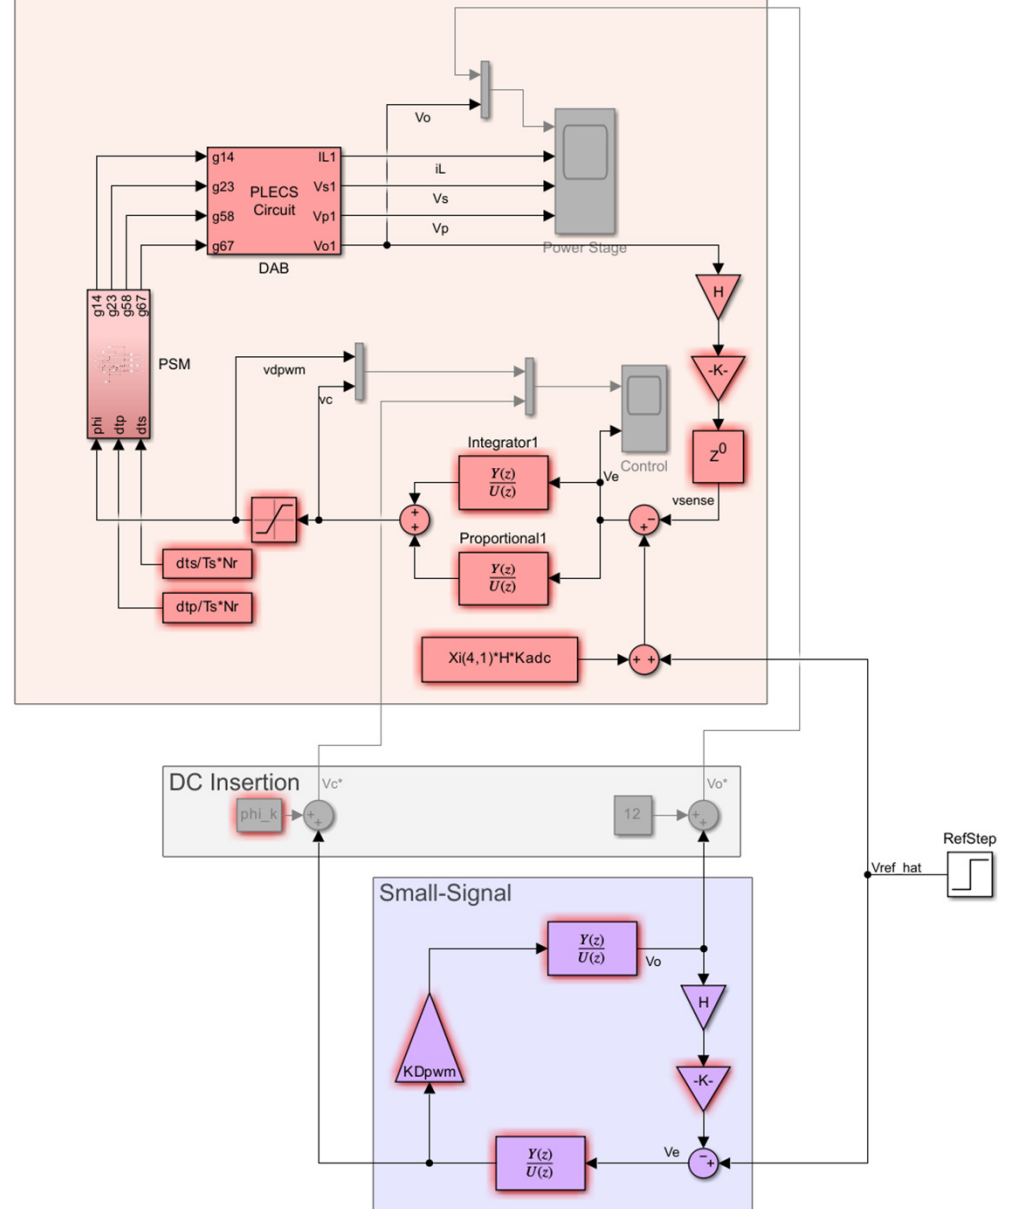 Vo
g14
IL1
iL
g23
Vs1
PLECS
Circuit
Vs
g58
Vp1
Vp
g67
Vo1
Power Stage
DAB
H
g14
g23
g58
g67
PSM
vdpwm
-K-
vc
phi
dtp
dts
Integrator1
Control
Z0
Y(z)
U(z)
Ve
vsense
+
+
+
−
Proportional1
Y(z)
U(z)
dts/Ts*Nr
dtp/Ts*Nr
Xi(4,1)*H*Kadc
+ +
DC Insertion
Vc*
Vo*
phi_k
+
+
12
+
+
RefStep
Vref_hat
Small-Signal
Y(z)
U(z)
Vo
H
KDpwm
-K-
Y(z)
U(z)
Ve
−
+